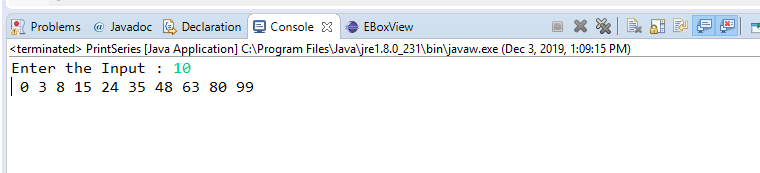 Problems @ Javadoc Declaration Console EBoxView
<terminated> PrintSeries [Java Application] C:\Program Files\Java\jre1.8.0_231\bin\javaw.exe (Dec 3, 2019, 1:09:15 PM)
Enter the Input : 10
0 3 8 15 24 35 48 63 80 99